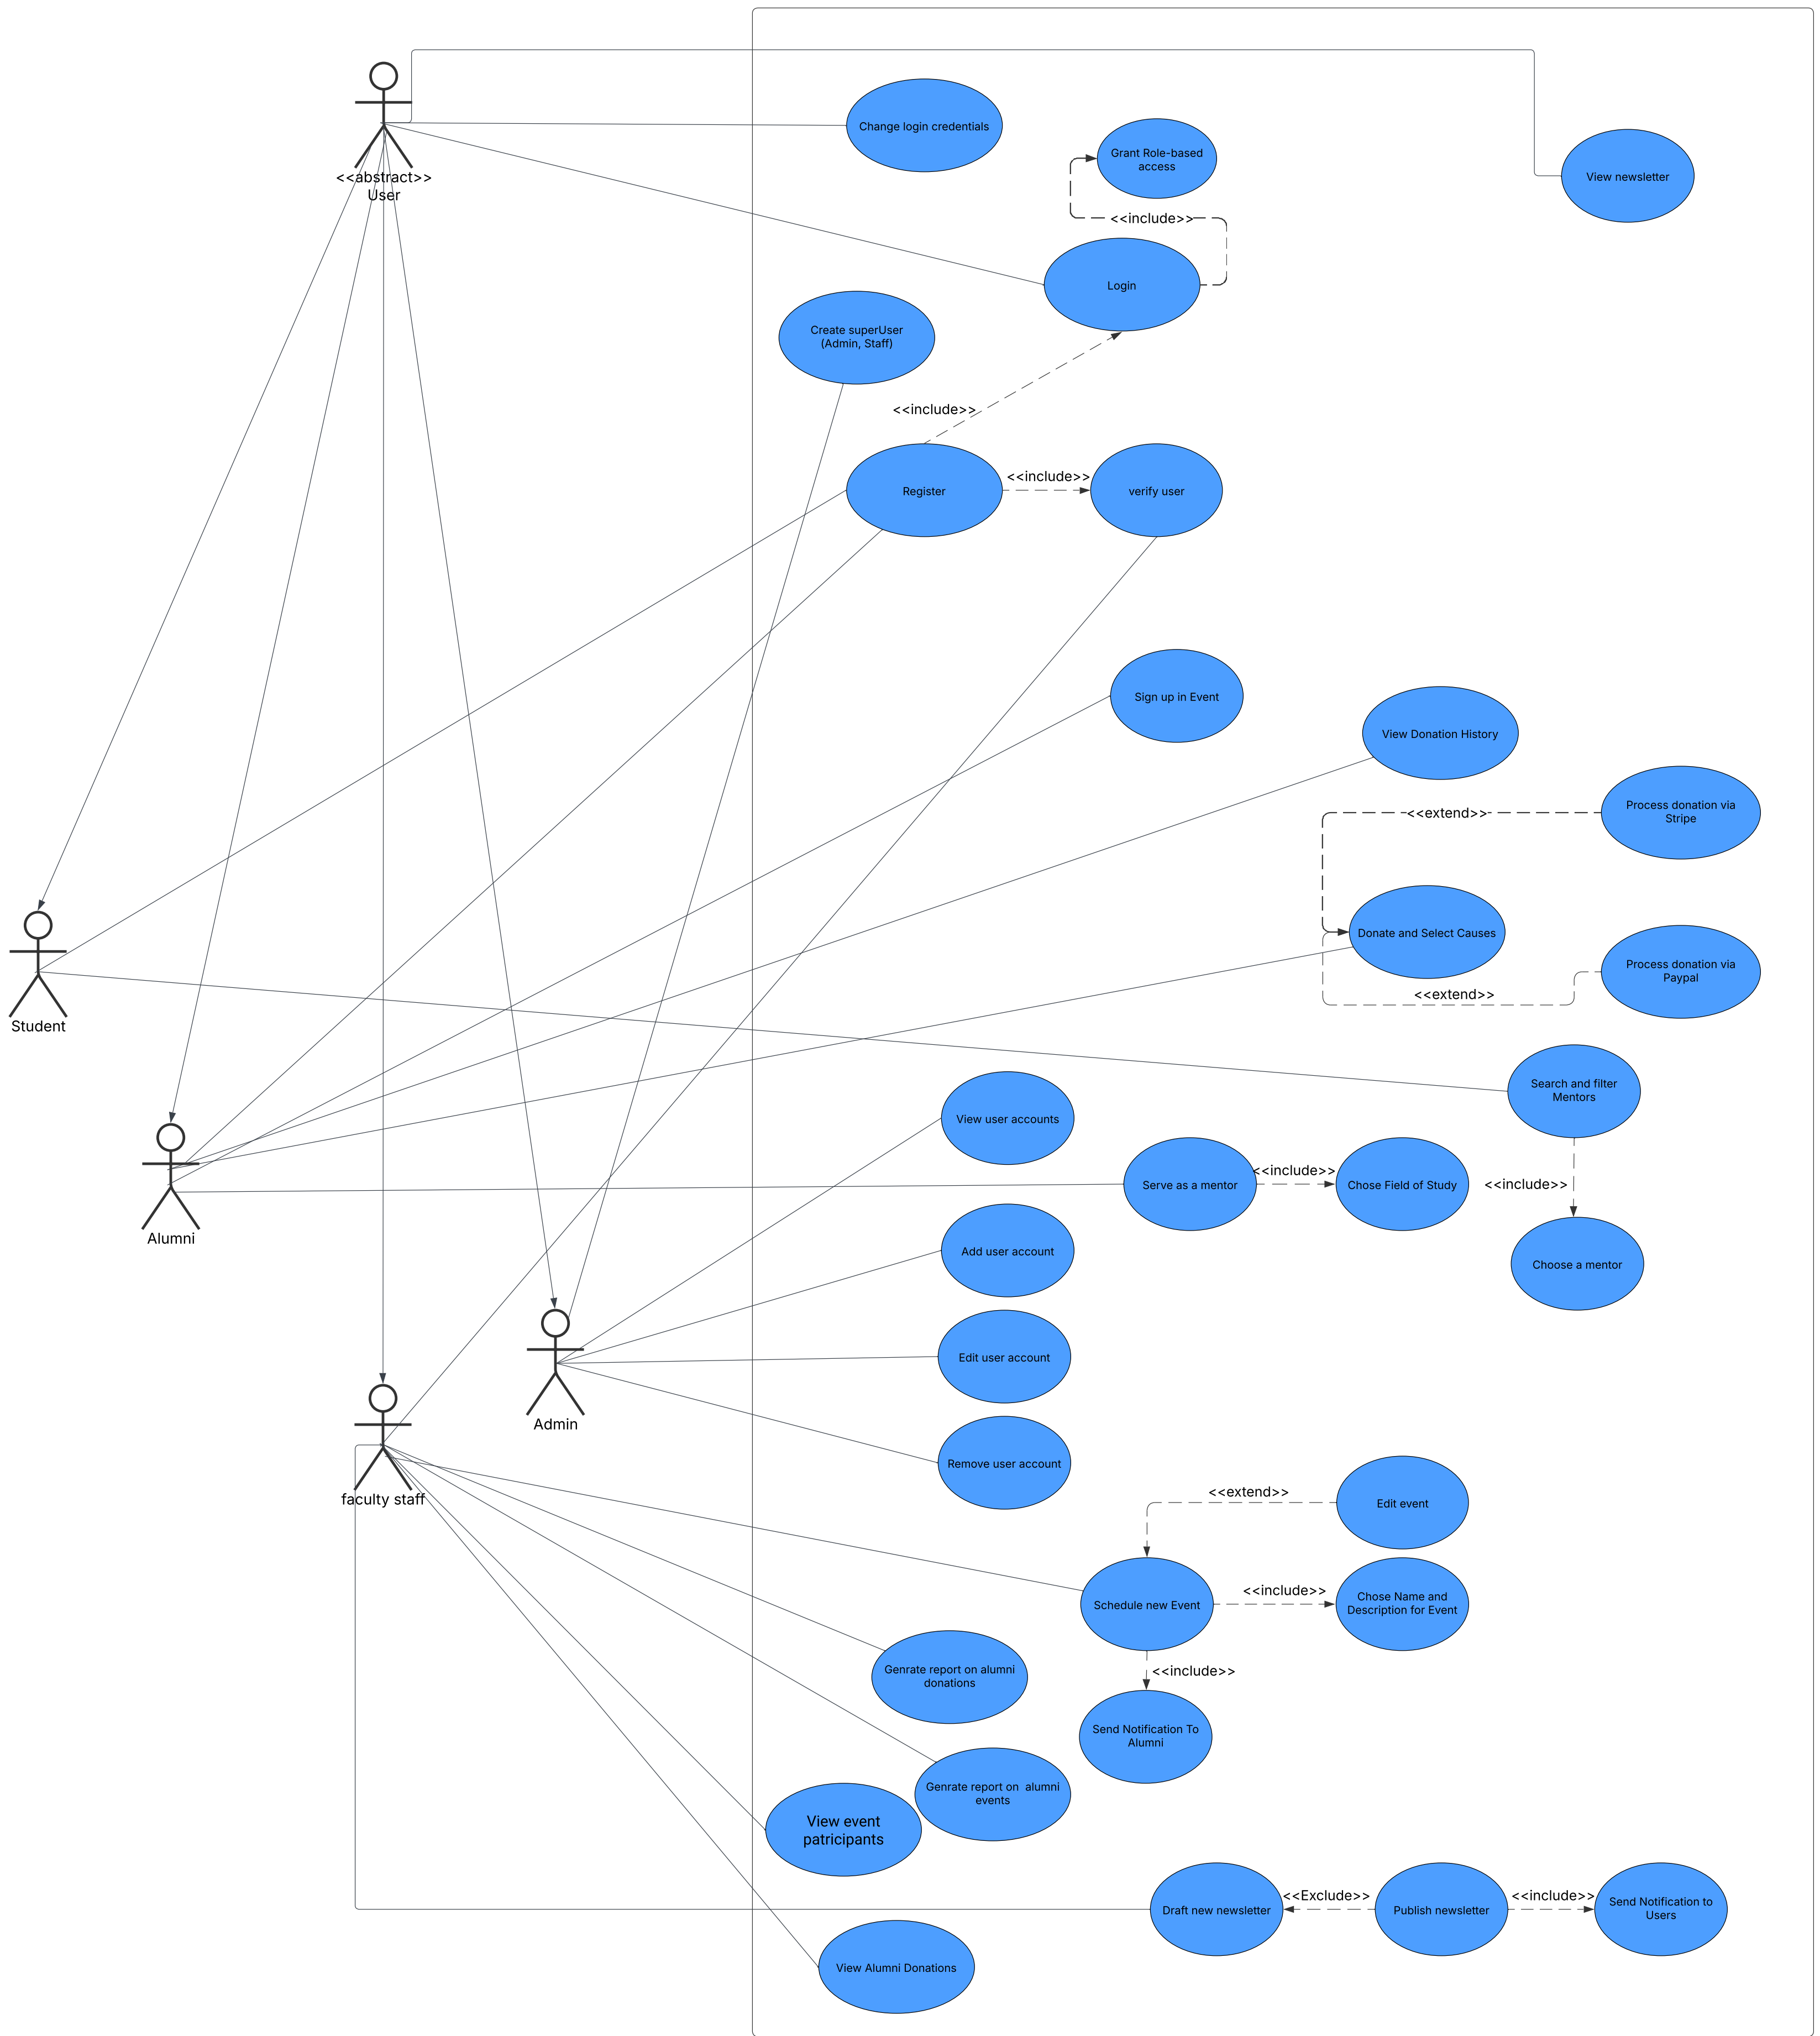 <<abstract>>
User
Change login credentials
Grant Role-based
access
View newsletter
<<include>>
Login
Create superUser
(Admin, Staff)
<<include>>
Register
<<include>>
verify user
Sign up in Event
View Donation History
Process donation via
Stripe
<<extend>>
Donate and Select Causes
Process donation via
Paypal
<<extend>>
Student
Search and filter
Mentors
View user accounts
Serve as a mentor
<<include>>
Chose Field of Study
<<include>>
Alumni
Add user account
Choose a mentor
Edit user account
Admin
Remove user account
faculty staff
<<extend>>
Edit event
Schedule new Event
<<include>>
Chose Name and
Description for Event
Genrate report on alumni
donations
<<include>>
Send Notification To
Alumni
Genrate report on  alumni
events
View event
patricipants
Draft new newsletter
<<Exclude>>
Publish newsletter
<<include>>
Send Notification to
Users
View Alumni Donations